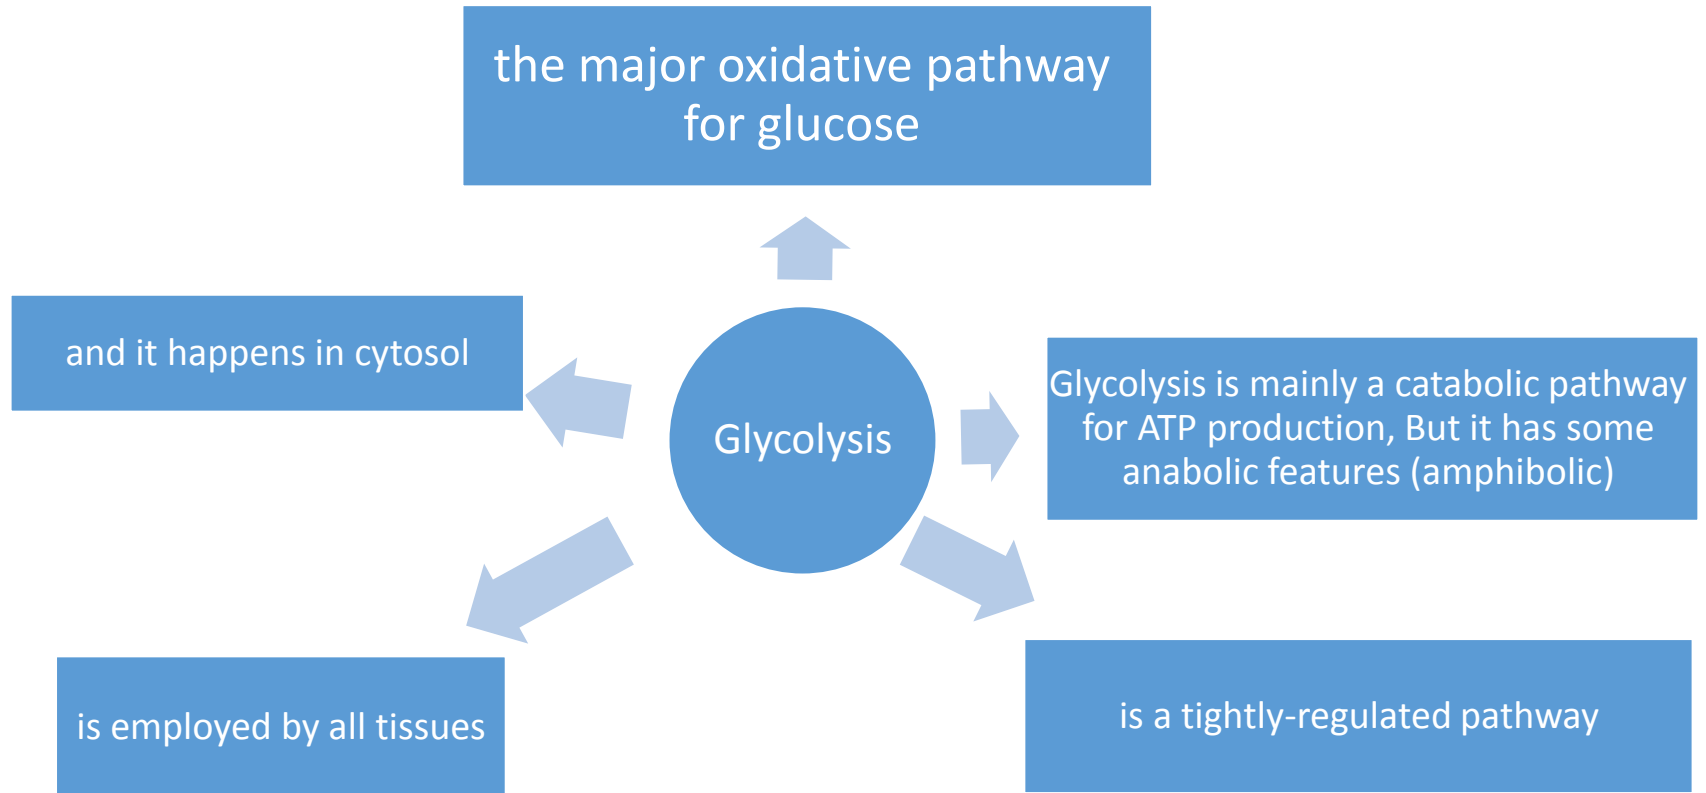 the major oxidative pathway
for glucose
and it happens in cytosol
Glycolysis is mainly a catabolic pathway
for ATP production, But it has some
anabolic features (amphibolic)
Glycolysis
is employed by all tissues
is a tightly-regulated pathway